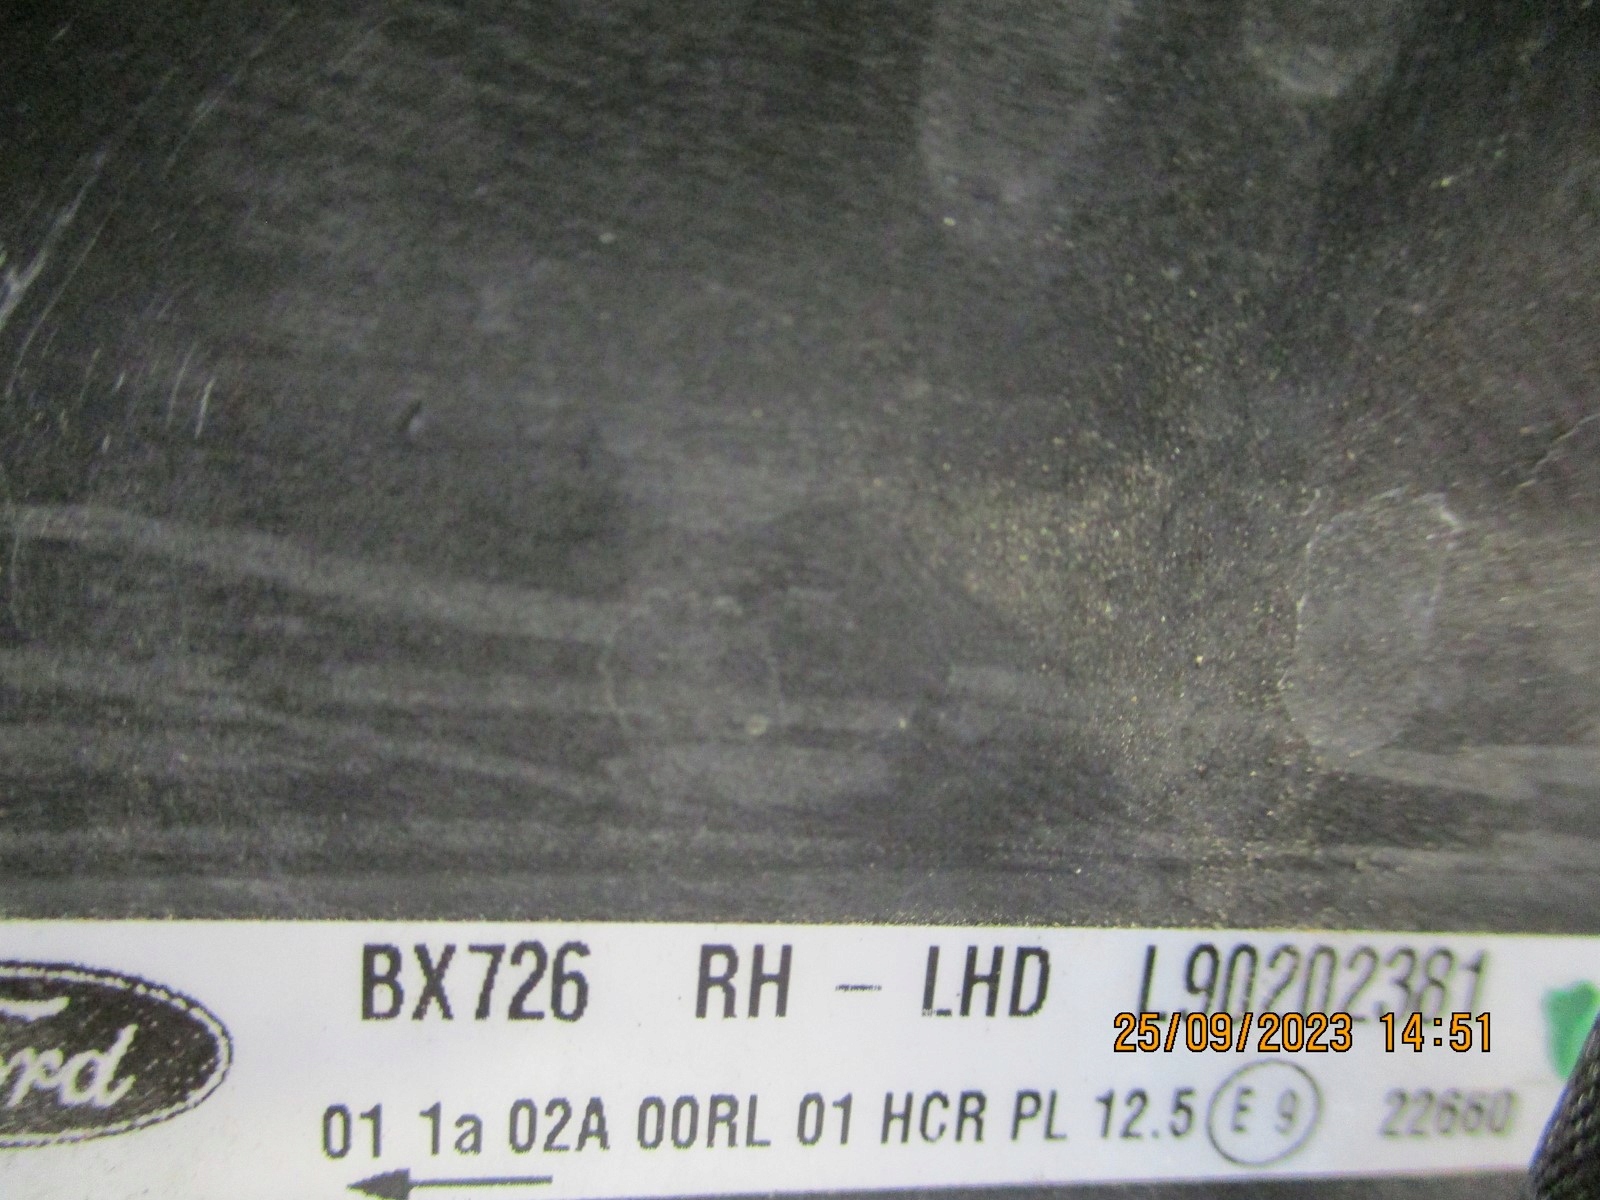 BX726 RH - LHD L90202381
25/09/2023 14:51
Ford
01 1a 02A 00RL 01 HCR PL 12.5 E 9 22660